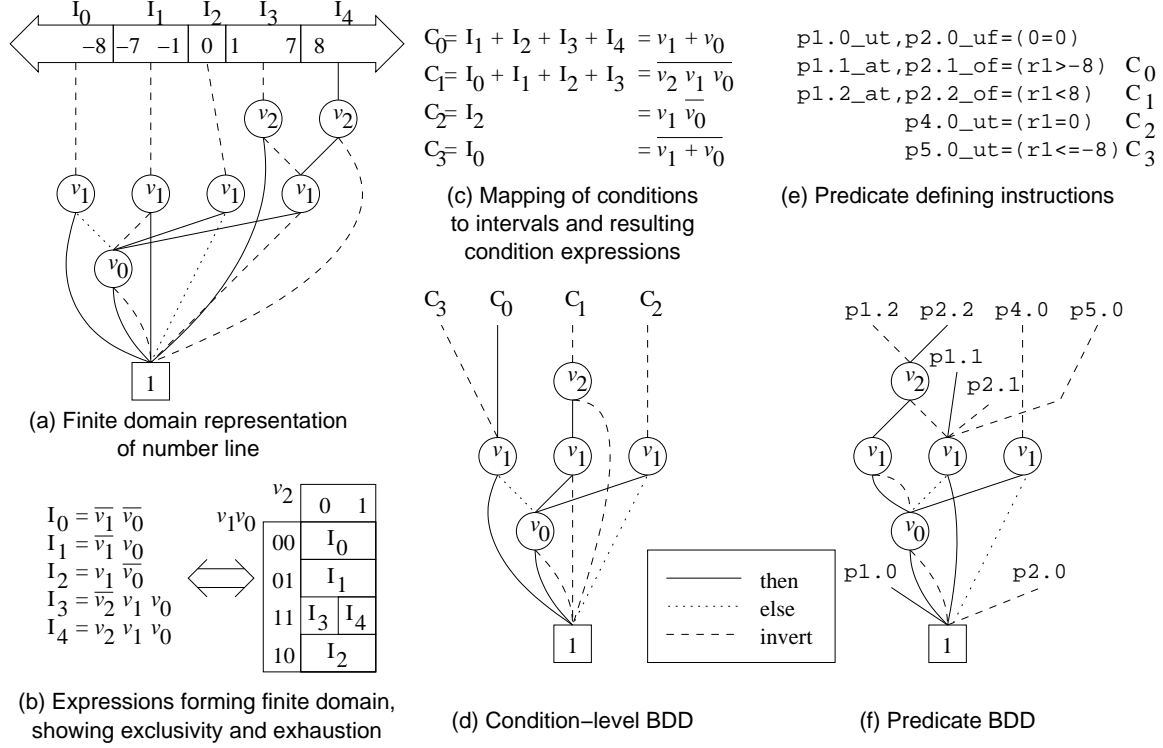 I0 I1 I2 I3 I4
−8 −7 −1 0 1 7 8
v2 v2
v1 v1 v1 v1
v0
1
(a) Finite domain representation
of number line
I0 = v̅1̅ v̅0̅
I1 = v̅1̅ v0
I2 = v1 v̅0̅
I3 = v̅2̅ v1 v0
I4 = v2 v1 v0
v2
0 1
v1v0
00 I0
01 I1
11 I3 I4
10 I2
(b) Expressions forming finite domain,
showing exclusivity and exhaustion
C0= I1 + I2 + I3 + I4 = v1 + v0
C1= I0 + I1 + I2 + I3 = v̅2̅ ̅v̅1̅ ̅v̅0̅
C2= I2 = v1 v̅0̅
C3= I0 = v̅1̅ ̅+̅ ̅v̅0̅
(c) Mapping of conditions
to intervals and resulting
condition expressions
C3 C0 C1 C2
v2
v1 v1 v1
v0
1
(d) Condition−level BDD
then
else
invert
p1.0_ut,p2.0_uf=(0=0)
p1.1_at,p2.1_of=(r1>-8) C0
p1.2_at,p2.2_of=(r1<8) C1
p4.0_ut=(r1=0) C2
p5.0_ut=(r1<=-8) C3
(e) Predicate defining instructions
p1.2 p2.2 p4.0 p5.0
p1.1
v2
p2.1
v1 v1 v1
v0
p1.0 p2.0
1
(f) Predicate BDD